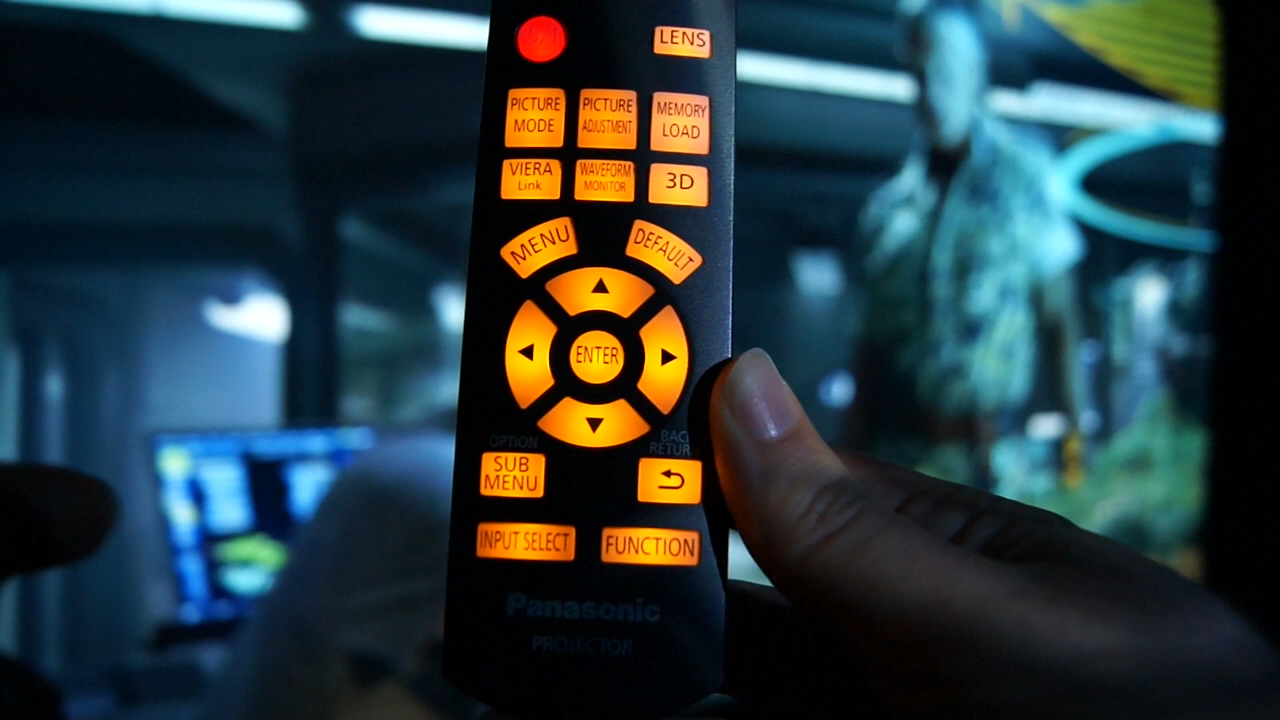 LENS
PICTURE
MODE
PICTURE
ADJUSTMENT
MEMORY
LOAD
VIERA
Link
WAVEFORM
MONITOR
3D
MENU
DEFAULT
ENTER
OPTION
SUB
MENU
BACK
RETURN
INPUT SELECT
FUNCTION
Panasonic
PROJECTOR